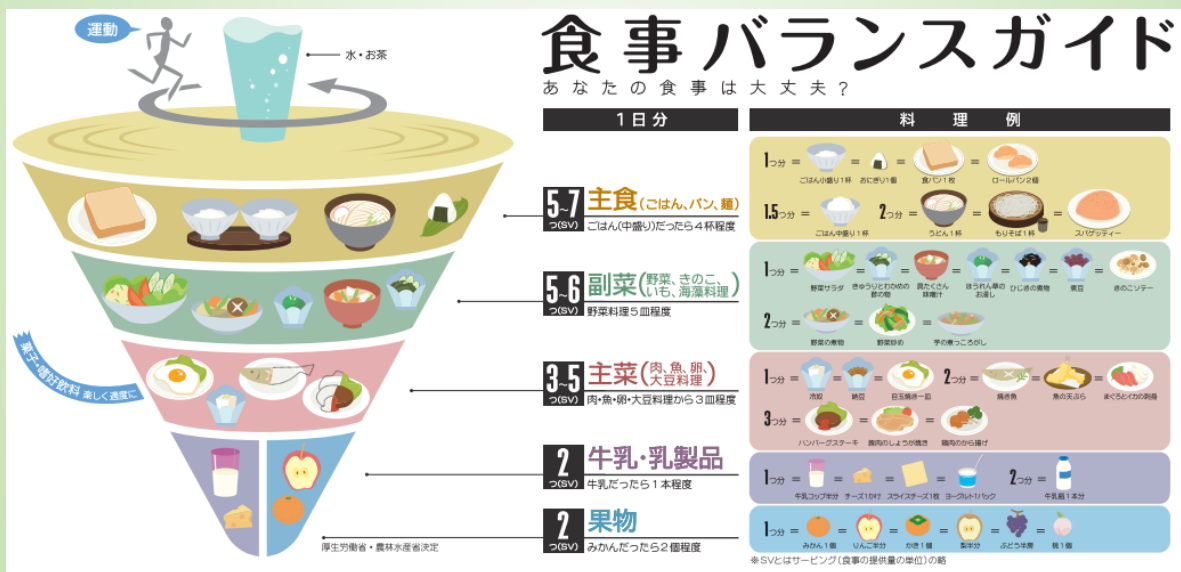 食事バランスガイド
あなたの食事は大丈夫?
運動
水・お茶
菓子・嗜好飲料 楽しく適度に
厚生労働省・農林水産省決定
1日分
料理例
5~7 つ(SV)
主食(ごはん、パン、麺)
ごはん(中盛り)だったら4杯程度
1つ分 = ごはん小盛り1杯 = おにぎり1個 = 食パン1枚 = ロールパン2個
1.5つ分 = ごはん中盛り1杯 2つ分 = うどん1杯 = もりそば1杯 = スパゲッティー
5~6 つ(SV)
副菜(野菜、きのこ、いも、海藻料理)
野菜料理5皿程度
1つ分 = 野菜サラダ = きゅうりとわかめの酢の物 = 具たくさん味噌汁 = ほうれん草のお浸し = ひじきの煮物 = 煮豆 = きのこソテー
2つ分 = 野菜の煮物 = 野菜炒め = 芋の煮っころがし
3~5 つ(SV)
主菜(肉、魚、卵、大豆料理)
肉・魚・卵・大豆料理から3皿程度
1つ分 = 冷奴 = 納豆 = 目玉焼き一皿 2つ分 = 焼き魚 = 魚の天ぷら = まぐろとイカの刺身
3つ分 = ハンバーグステーキ = 豚肉のしょうが焼き = 鶏肉のから揚げ
2 つ(SV)
牛乳・乳製品
牛乳だったら1本程度
1つ分 = 牛乳コップ半分 = チーズ1かけ = スライスチーズ1枚 = ヨーグルト1パック 2つ分 = 牛乳瓶1本分
2 つ(SV)
果物
みかんだったら2個程度
1つ分 = みかん1個 = りんご半分 = かき1個 = 梨半分 = ぶどう半房 = 桃1個
※SVとはサービング(食事の提供量の単位)の略